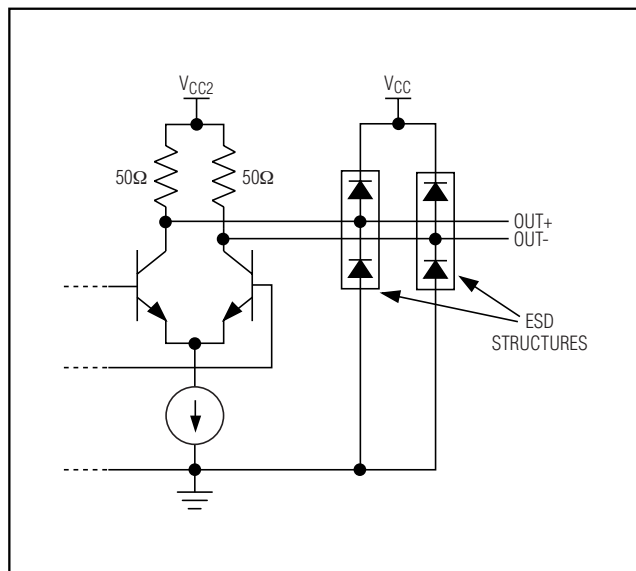 VCC2
VCC
50Ω
50Ω
OUT+
OUT-
ESD
STRUCTURES